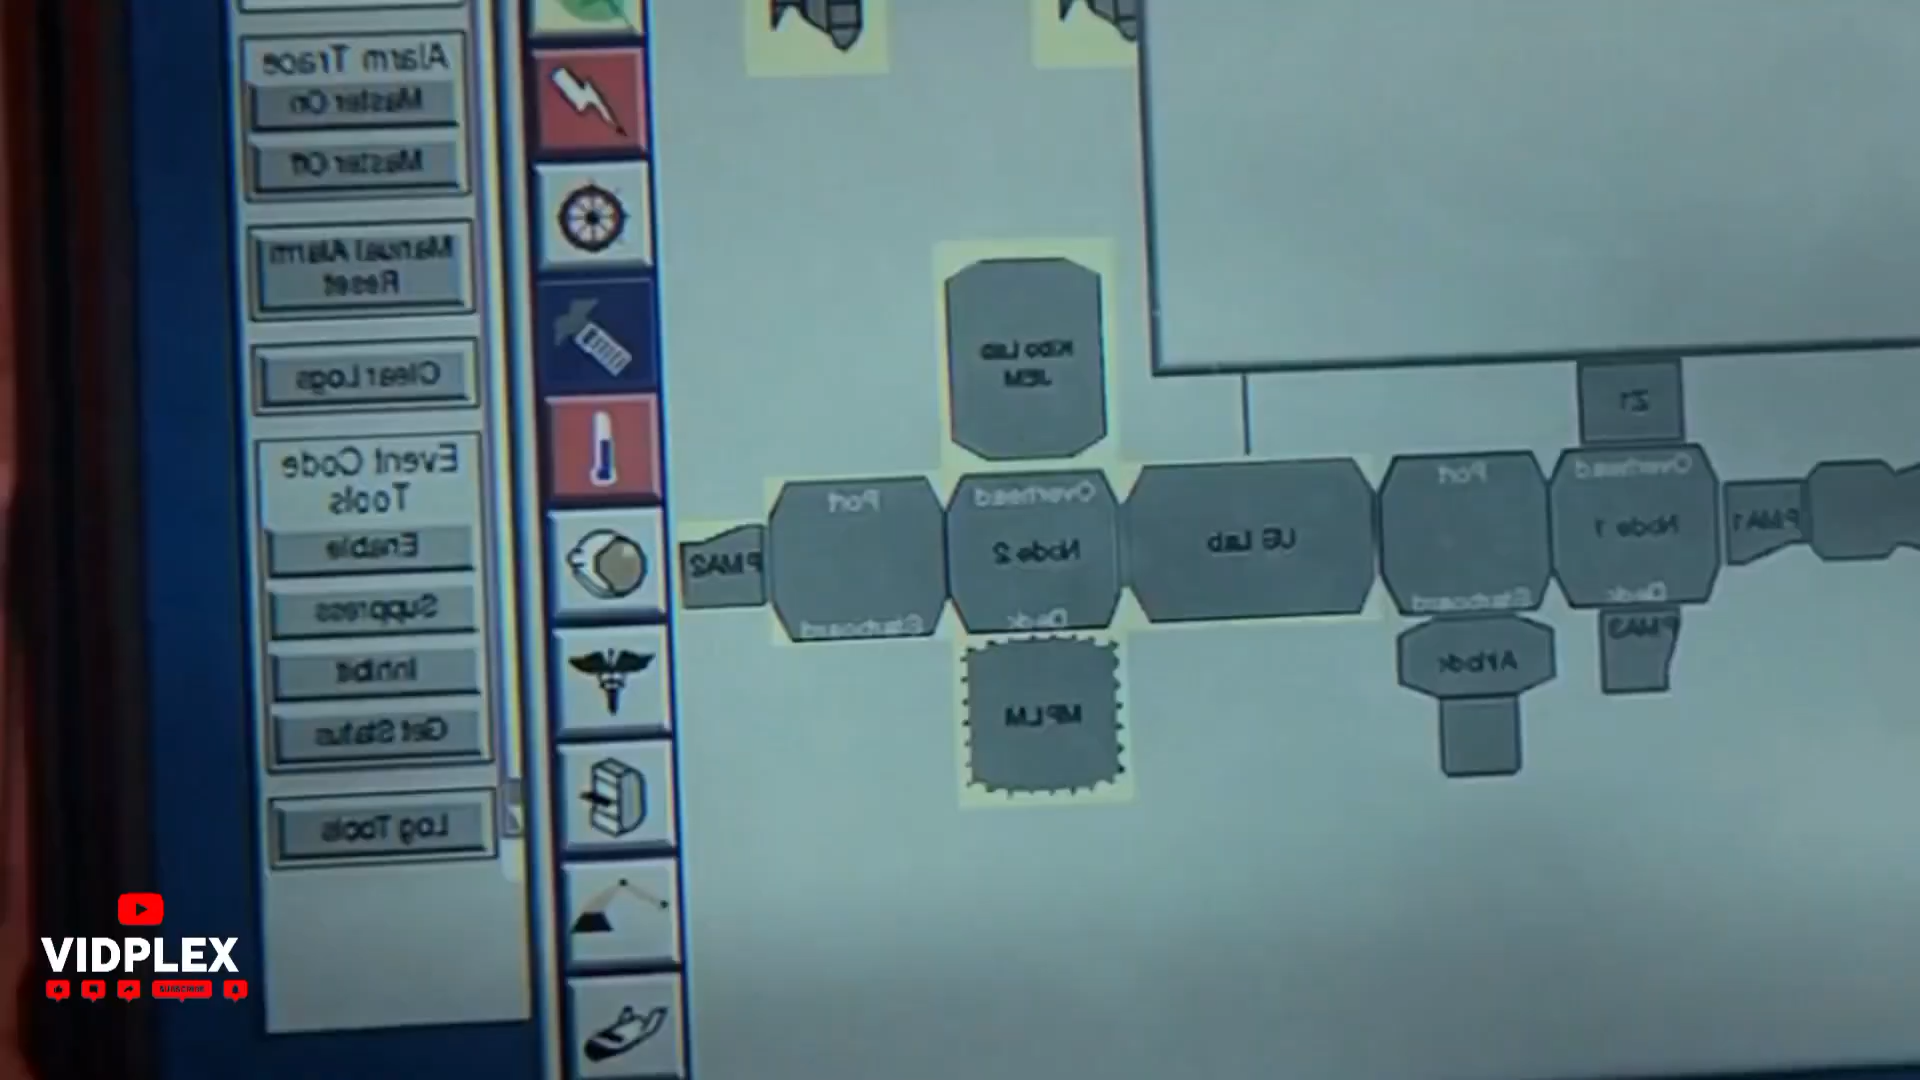 Alarm Trace
Master On
Master Off
Manual Alarm
Reset
Clear Logs
Event Code
Tools
Enable
Suppress
Inhibit
Get Status
Log Tools
Kibo Lab
JEM
Z1
Port
Overhead
Port
Overhead
PMA2
Node 2
US Lab
Node 1
PMA1
Starboard
Deck
Starboard
Deck
PMA3
Airlock
MPLM
VIDPLEX
SUBSCRIBE